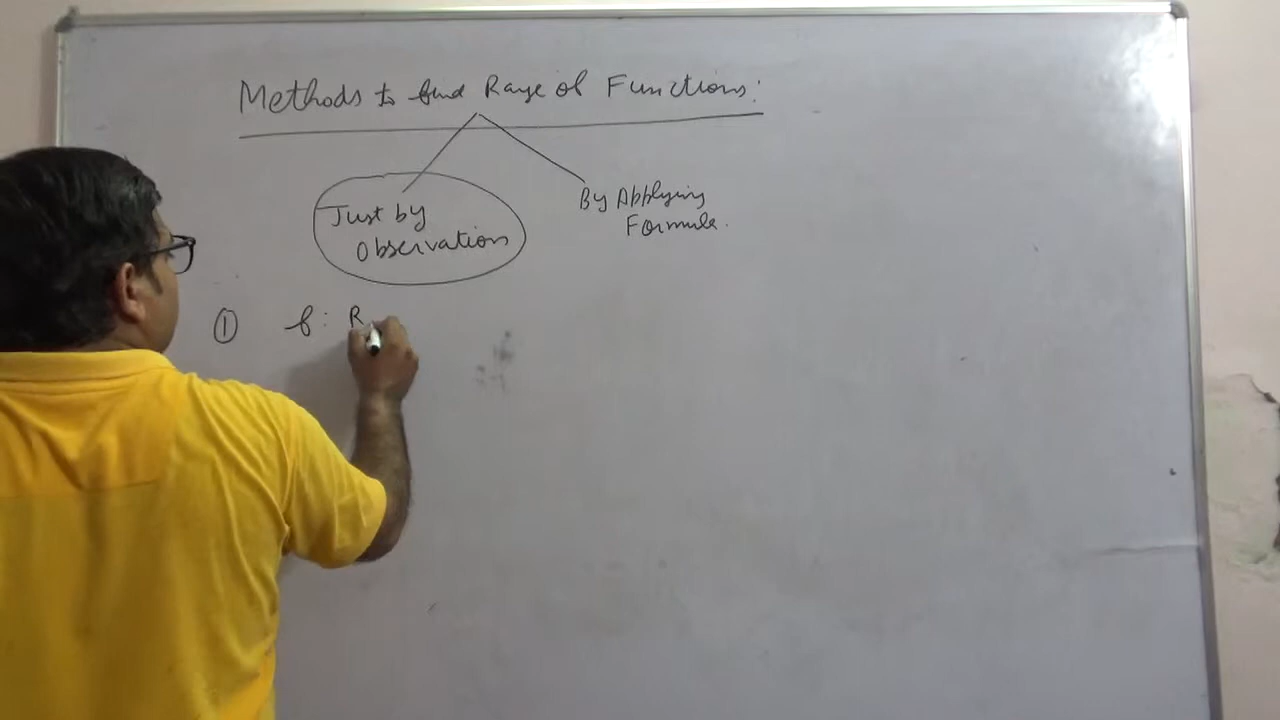 Methods to find Range of Functions:
Just by
Observation
By Applying
Formula.
① f: R